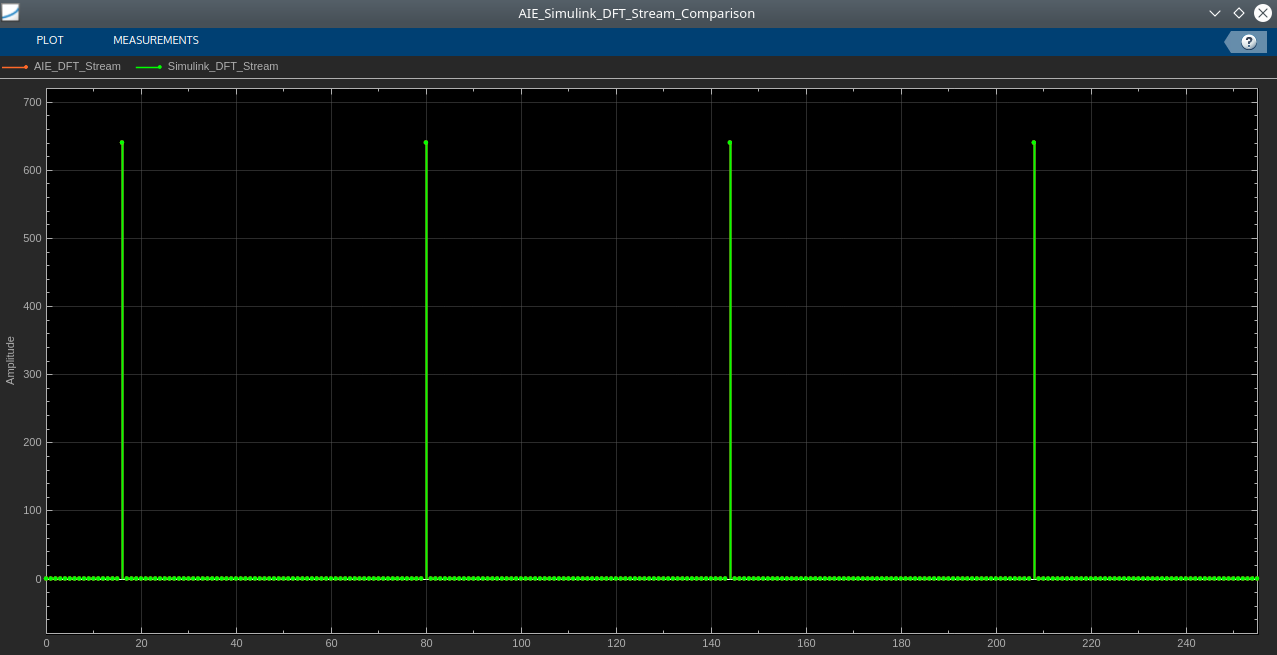 AIE_Simulink_DFT_Stream_Comparison
PLOT MEASUREMENTS ?
AIE_DFT_Stream Simulink_DFT_Stream
700
600
500
400
300
200
100
0
Amplitude
0 20 40 60 80 100 120 140 160 180 200 220 240